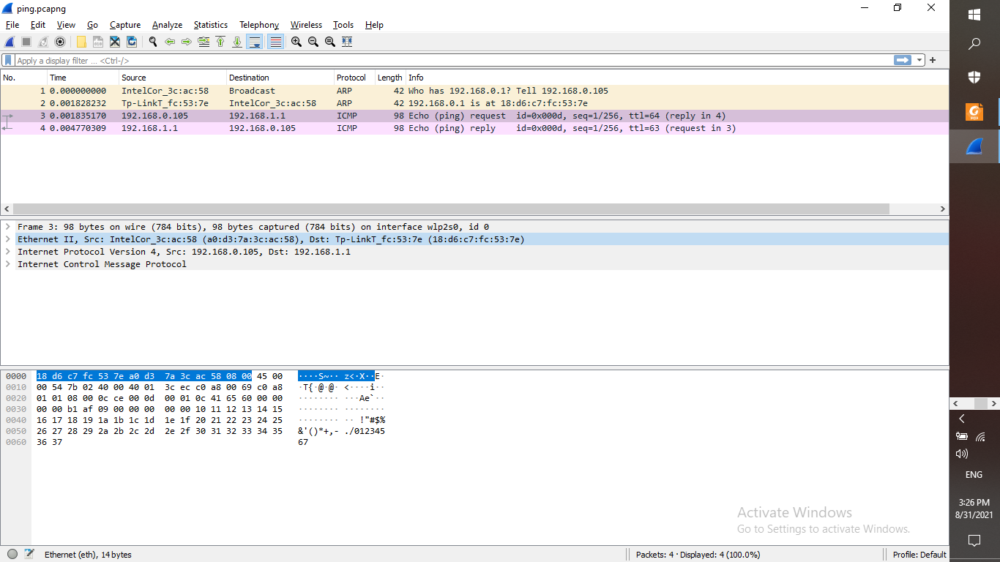 ping.pcapng
File Edit View Go Capture Analyze Statistics Telephony Wireless Tools Help
Apply a display filter ... <Ctrl-/>
No. Time Source Destination Protocol Length Info
1 0.000000000 IntelCor_3c:ac:58 Broadcast ARP 42 Who has 192.168.0.1? Tell 192.168.0.105
2 0.001828232 Tp-LinkT_fc:53:7e IntelCor_3c:ac:58 ARP 42 192.168.0.1 is at 18:d6:c7:fc:53:7e
3 0.001835170 192.168.0.105 192.168.1.1 ICMP 98 Echo (ping) request id=0x000d, seq=1/256, ttl=64 (reply in 4)
4 0.004770309 192.168.1.1 192.168.0.105 ICMP 98 Echo (ping) reply id=0x000d, seq=1/256, ttl=63 (request in 3)
Frame 3: 98 bytes on wire (784 bits), 98 bytes captured (784 bits) on interface wlp2s0, id 0
Ethernet II, Src: IntelCor_3c:ac:58 (a0:d3:7a:3c:ac:58), Dst: Tp-LinkT_fc:53:7e (18:d6:c7:fc:53:7e)
Internet Protocol Version 4, Src: 192.168.0.105, Dst: 192.168.1.1
Internet Control Message Protocol
0000 18 d6 c7 fc 53 7e a0 d3 7a 3c ac 58 08 00 45 00 ····S~·· z<·X··E·
0010 00 54 7b 02 40 00 40 01 3c ec c0 a8 00 69 c0 a8 ·T{·@·@· <····i··
0020 01 01 08 00 0c ce 00 0d 00 01 0c 41 65 60 00 00 ········ ···Ae`··
0030 00 00 b1 af 09 00 00 00 00 00 10 11 12 13 14 15 ········ ········
0040 16 17 18 19 1a 1b 1c 1d 1e 1f 20 21 22 23 24 25 ········ ·· !"#$%
0050 26 27 28 29 2a 2b 2c 2d 2e 2f 30 31 32 33 34 35 &'()*+,- ./012345
0060 36 37 67
Activate Windows
Go to Settings to activate Windows.
Ethernet (eth), 14 bytes Packets: 4 · Displayed: 4 (100.0%) Profile: Default
PDF
ENG
3:26 PM
8/31/2021